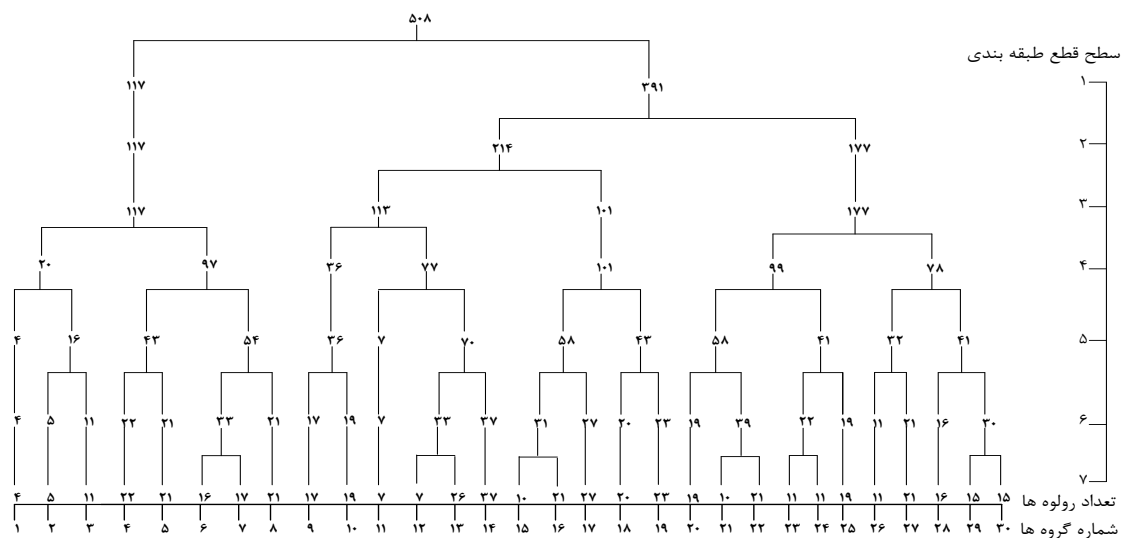 ۵۰۸
سطح قطع طبقه بندی
۱۱۷ ۳۹۱ ۱
۱۱۷ ۲۱۴ ۱۷۷ ۲
۱۱۷ ۱۱۳ ۱۰۱ ۱۷۷ ۳
۲۰ ۹۷ ۳۶ ۷۷ ۱۰۱ ۹۹ ۷۸ ۴
۴ ۱۶ ۴۳ ۵۴ ۳۶ ۷ ۷۰ ۵۸ ۴۳ ۵۸ ۴۱ ۳۲ ۴۱ ۵
۴ ۵ ۱۱ ۲۲ ۲۱ ۳۳ ۲۱ ۱۷ ۱۹ ۷ ۳۳ ۳۷ ۳۱ ۲۷ ۲۰ ۲۳ ۱۹ ۳۹ ۲۲ ۱۹ ۱۱ ۲۱ ۱۶ ۳۰ ۶
۷
۴ ۵ ۱۱ ۲۲ ۲۱ ۱۶ ۱۷ ۲۱ ۱۷ ۱۹ ۷ ۷ ۲۶ ۳۷ ۱۰ ۲۱ ۲۷ ۲۰ ۲۳ ۱۹ ۱۰ ۲۱ ۱۱ ۱۱ ۱۹ ۱۱ ۲۱ ۱۶ ۱۵ ۱۵ تعداد رولوه ها
۱ ۲ ۳ ۴ ۵ ۶ ۷ ۸ ۹ ۱۰ ۱۱ ۱۲ ۱۳ ۱۴ ۱۵ ۱۶ ۱۷ ۱۸ ۱۹ ۲۰ ۲۱ ۲۲ ۲۳ ۲۴ ۲۵ ۲۶ ۲۷ ۲۸ ۲۹ ۳۰ شماره گروه ها